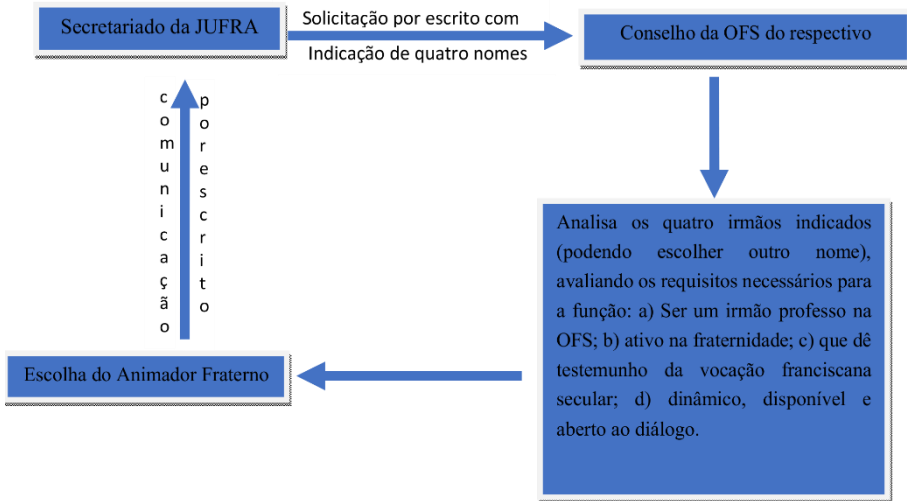 Secretariado da JUFRA
Solicitação por escrito com
Indicação de quatro nomes
Conselho da OFS do respectivo
Analisa os quatro irmãos indicados
(podendo escolher outro nome),
avaliando os requisitos necessários para
a função: a) Ser um irmão professo na
OFS; b) ativo na fraternidade; c) que dê
testemunho da vocação franciscana
secular; d) dinâmico, disponível e
aberto ao diálogo.
Escolha do Animador Fraterno
comunicação
porescrito